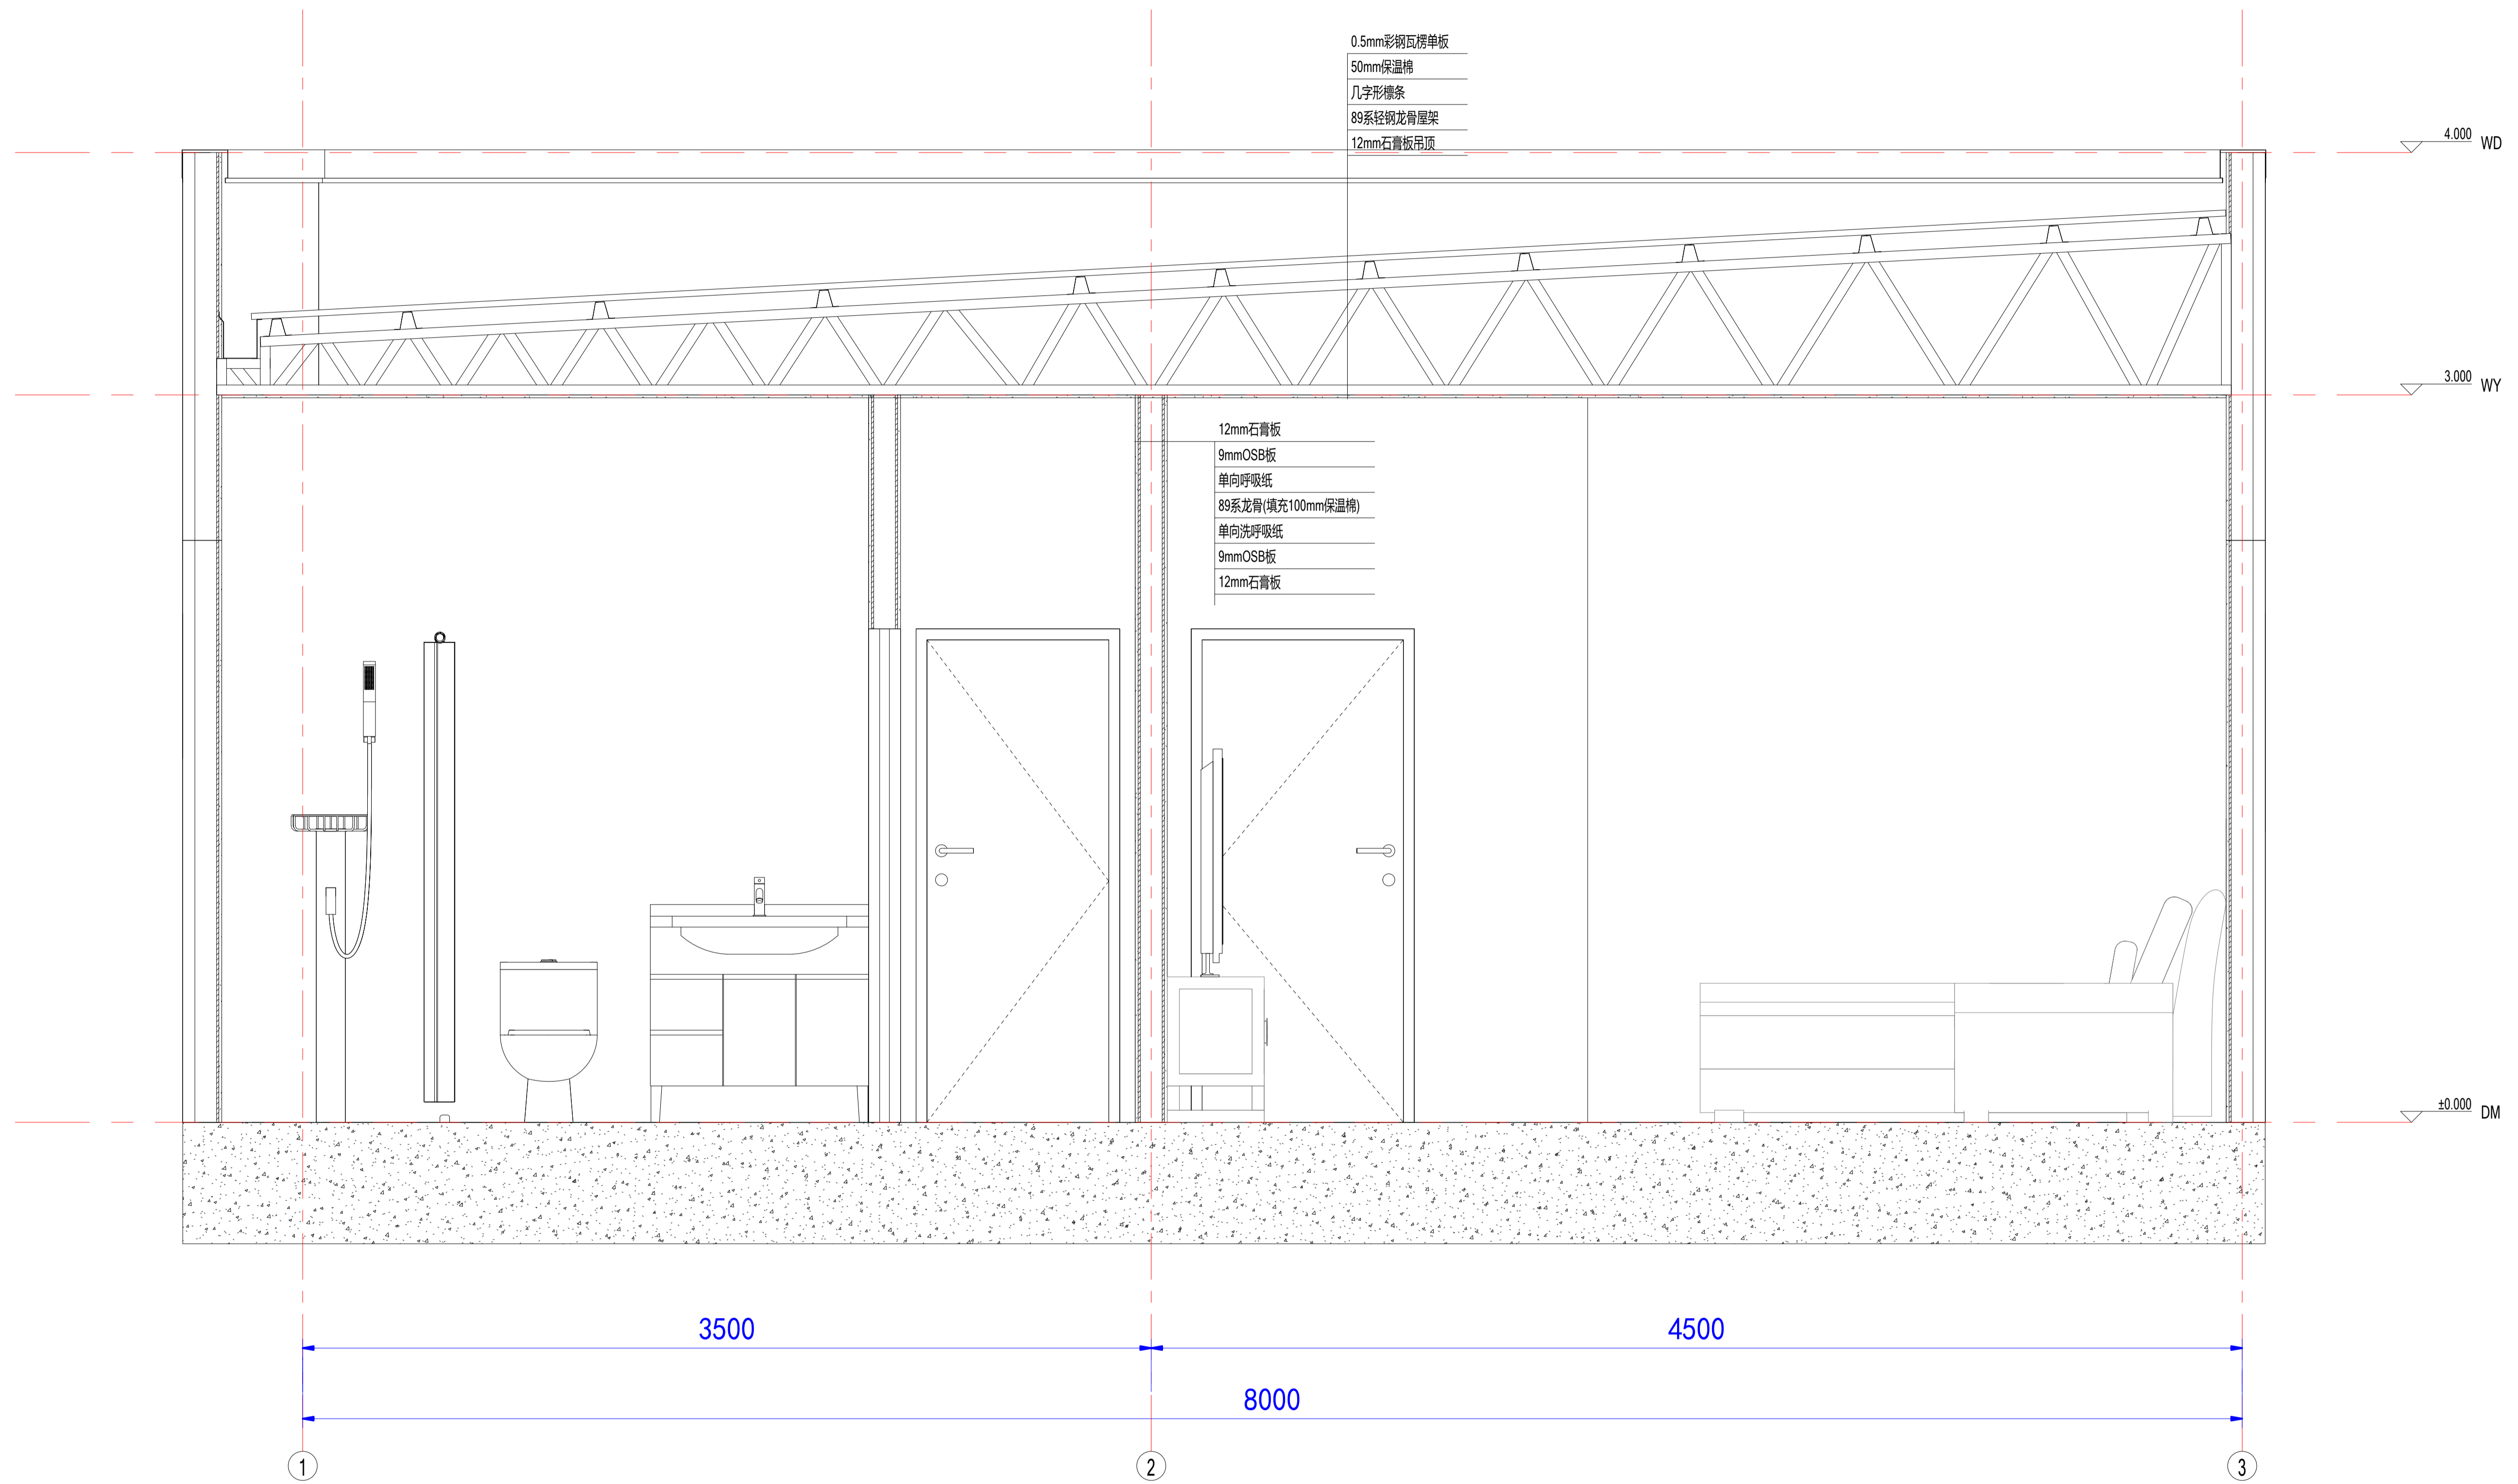 0.5mm彩钢瓦楞单板
50mm保温棉
几字形檩条
89系轻钢龙骨屋架
12mm石膏板吊顶
4.000 WD
3.000 WY
12mm石膏板
9mmOSB板
单向呼吸纸
89系龙骨(填充100mm保温棉)
单向洗呼吸纸
9mmOSB板
12mm石膏板
±0.000 DM
3500 4500
8000
1 2 3